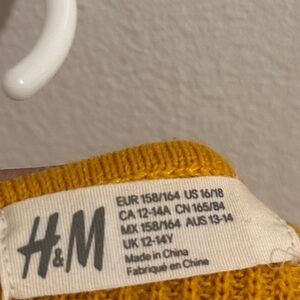 H&M
EUR 158/164 US 16/18
CA 12-14A CN 165/84
MX 158/164 AUS 13-14
UK 12-14Y
Made in China
Fabriqué en Chine